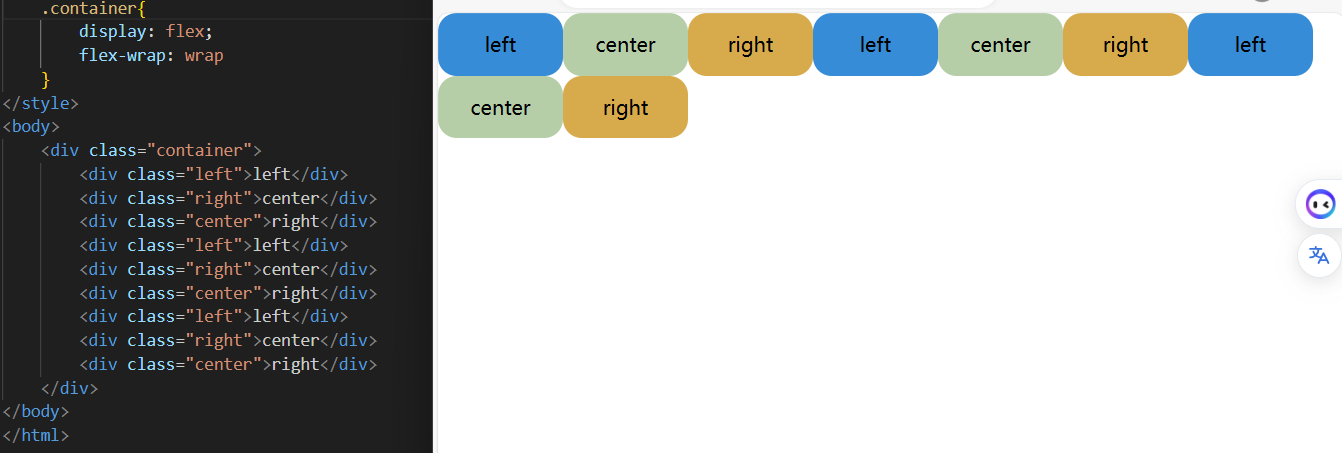 .container{
display: flex;
flex-wrap: wrap
}
</style>
<body>
<div class="container">
<div class="left">left</div>
<div class="right">center</div>
<div class="center">right</div>
<div class="left">left</div>
<div class="right">center</div>
<div class="center">right</div>
<div class="left">left</div>
<div class="right">center</div>
<div class="center">right</div>
</div>
</body>
</html>
left center right left center right left
center right
文A